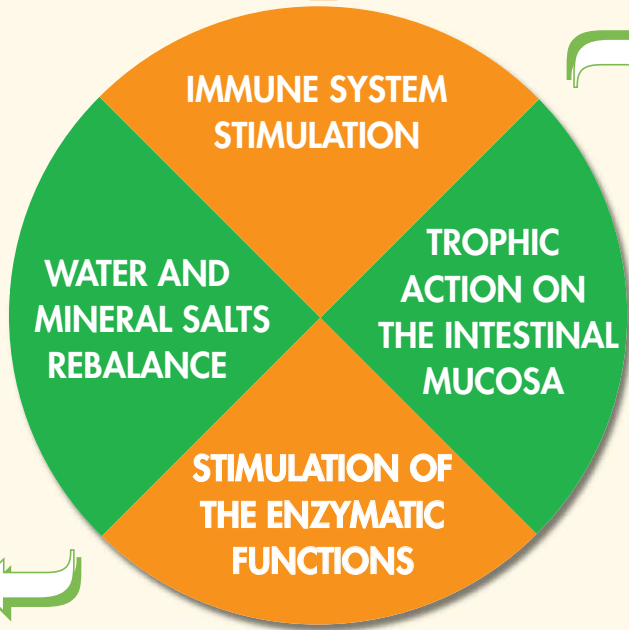 IMMUNE SYSTEM
STIMULATION
WATER AND
MINERAL SALTS
REBALANCE
TROPHIC
ACTION ON
THE INTESTINAL
MUCOSA
STIMULATION OF
THE ENZYMATIC
FUNCTIONS